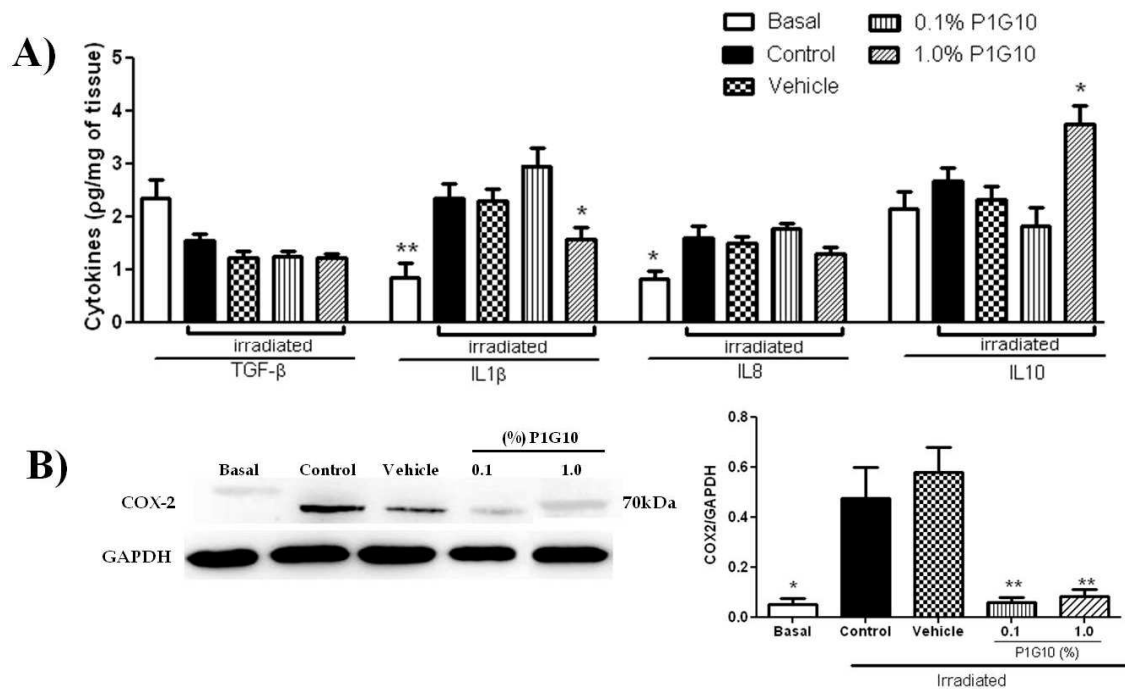 A)
Basal
Control
Vehicle
0.1% P1G10
1.0% P1G10
Cytokines (ρg/mg of tissue)
5
4
3
2
1
0
**
*
*
*
irradiated
irradiated
irradiated
irradiated
TGF-β
IL1β
IL8
IL10
B)
(%) P1G10
Basal Control Vehicle 0.1 1.0
COX-2
70kDa
GAPDH
COX2/GAPDH
0.8
0.6
0.4
0.2
0.0
*
**
**
Basal Control Vehicle 0.1 1.0
P1G10 (%)
Irradiated